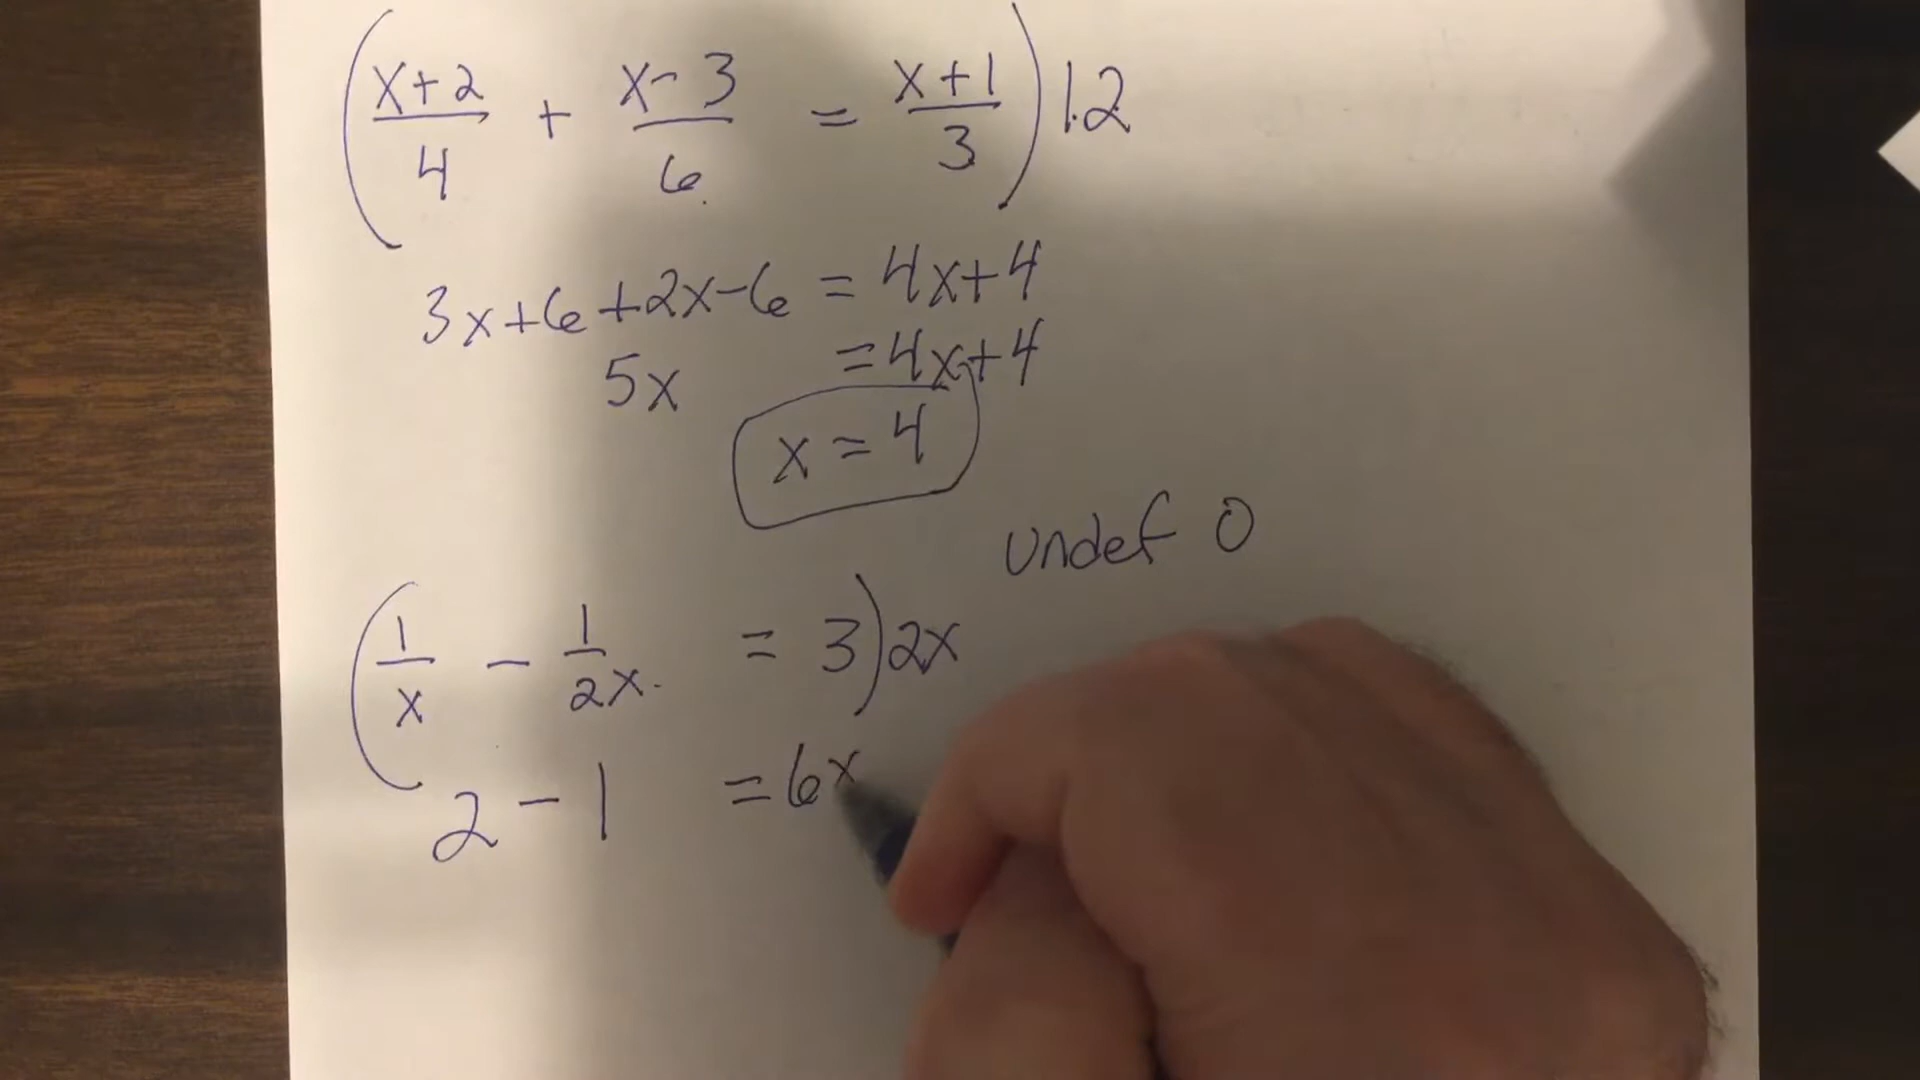 (x+2/4 + x-3/6 = x+1/3)12
3x+6+2x-6 = 4x+4
5x = 4x+4
x = 4
undef 0
(1/x - 1/2x = 3)2x
2 - 1 = 6x